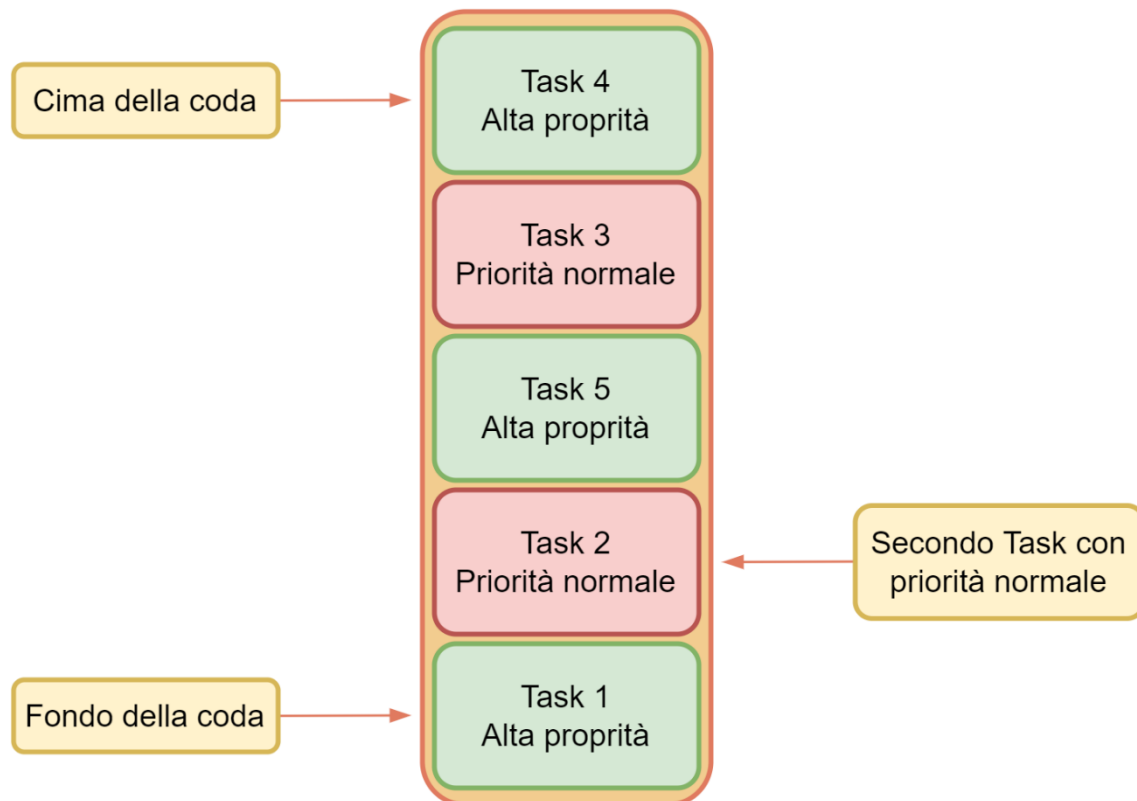 Cima della coda
Task 4
Alta proprità
Task 3
Priorità normale
Task 5
Alta proprità
Task 2
Priorità normale
Secondo Task con
priorità normale
Fondo della coda
Task 1
Alta proprità